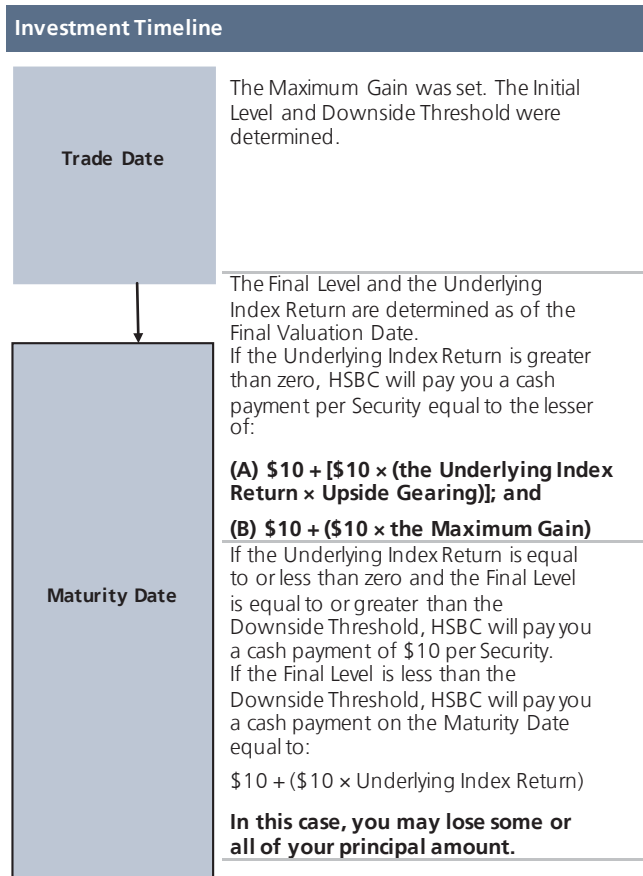 Investment Timeline
Trade Date
The Maximum Gain was set. The Initial
Level and Downside Threshold were
determined.
Maturity Date
The Final Level and the Underlying
Index Return are determined as of the
Final Valuation Date.
If the Underlying Index Return is greater
than zero, HSBC will pay you a cash
payment per Security equal to the lesser
of:
(A) $10 + [$10 × (the Underlying Index
Return × Upside Gearing)]; and
(B) $10 + ($10 × the Maximum Gain)
If the Underlying Index Return is equal
to or less than zero and the Final Level
is equal to or greater than the
Downside Threshold, HSBC will pay you
a cash payment of $10 per Security.
If the Final Level is less than the
Downside Threshold, HSBC will pay you
a cash payment on the Maturity Date
equal to:
$10 + ($10 × Underlying Index Return)
In this case, you may lose some or
all of your principal amount.